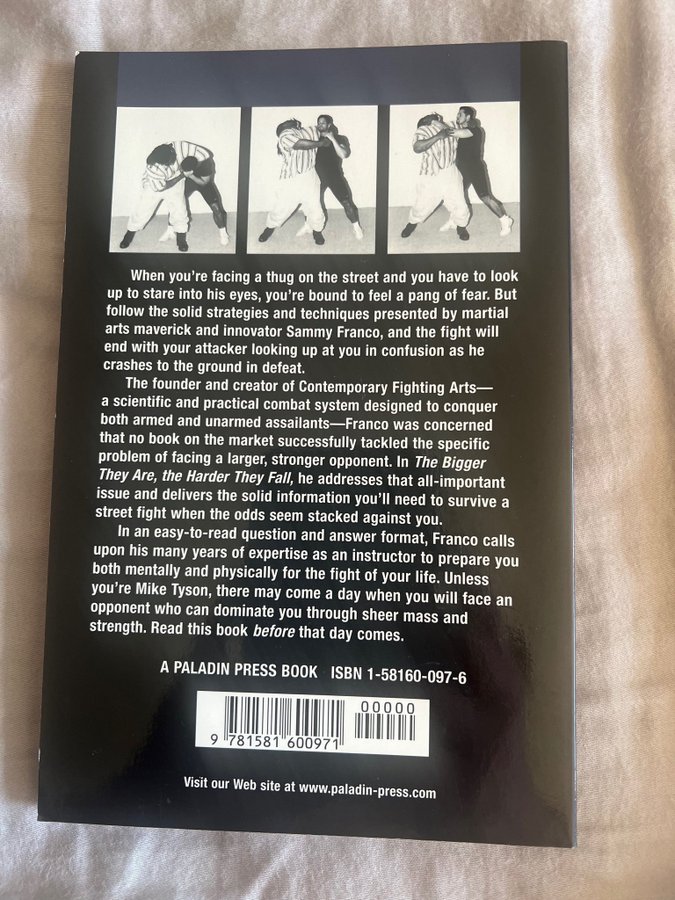 When you're facing a thug on the street and you have to look
up to stare into his eyes, you're bound to feel a pang of fear. But
follow the solid strategies and techniques presented by martial
arts maverick and innovator Sammy Franco, and the fight will
end with your attacker looking up at you in confusion as he
crashes to the ground in defeat.
The founder and creator of Contemporary Fighting Arts—
a scientific and practical combat system designed to conquer
both armed and unarmed assailants—Franco was concerned
that no book on the market successfully tackled the specific
problem of facing a larger, stronger opponent. In The Bigger
They Are, the Harder They Fall, he addresses that all-important
issue and delivers the solid information you'll need to survive a
street fight when the odds seem stacked against you.
In an easy-to-read question and answer format, Franco calls
upon his many years of expertise as an instructor to prepare you
both mentally and physically for the fight of your life. Unless
you're Mike Tyson, there may come a day when you will face an
opponent who can dominate you through sheer mass and
strength. Read this book before that day comes.
A PALADIN PRESS BOOK ISBN 1-58160-097-6
00000
9 781581 600971
Visit our Web site at www.paladin-press.com